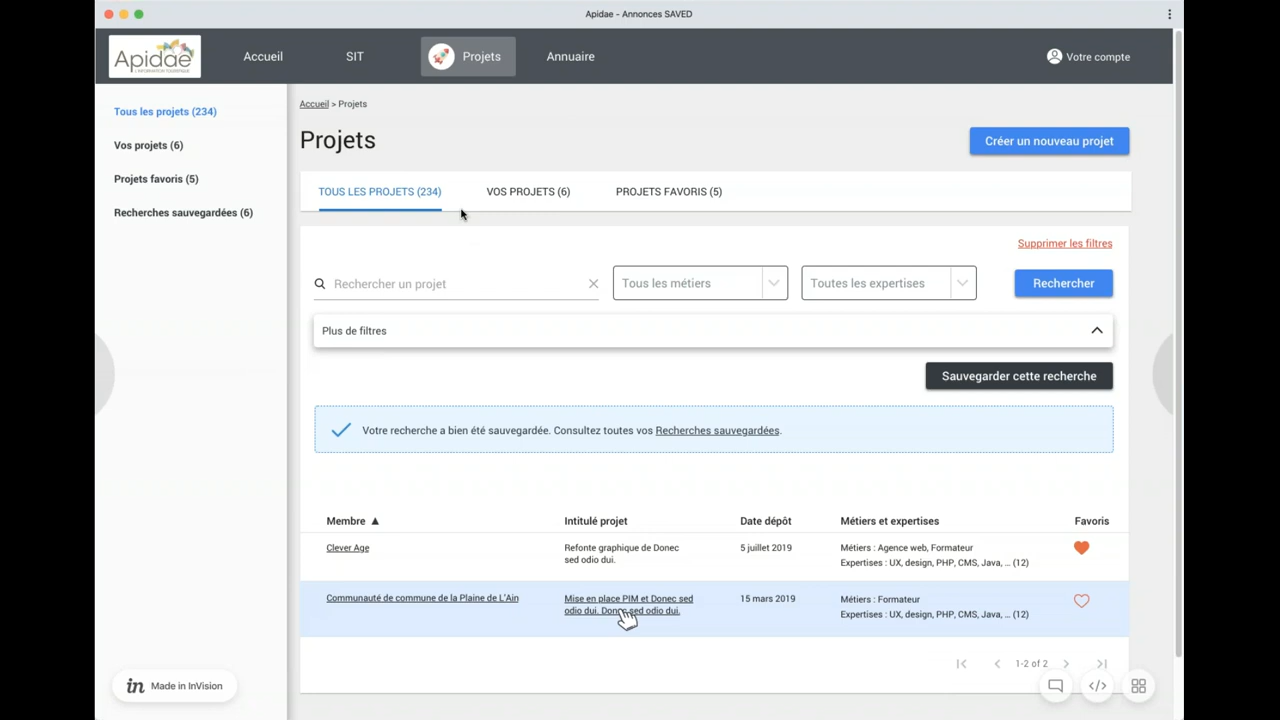 Apidae - Annonces SAVED
Apidae
L'INFORMATION TOURISTIQUE
Accueil
SIT
Projets
Annuaire
Votre compte
Tous les projets (234)
Vos projets (6)
Projets favoris (5)
Recherches sauvegardées (6)
Accueil > Projets
Projets
Créer un nouveau projet
TOUS LES PROJETS (234)
VOS PROJETS (6)
PROJETS FAVORIS (5)
Supprimer les filtres
Rechercher un projet
Tous les métiers
Toutes les expertises
Rechercher
Plus de filtres
Sauvegarder cette recherche
Votre recherche a bien été sauvegardée. Consultez toutes vos Recherches sauvegardées.
Membre ▲
Intitulé projet
Date dépôt
Métiers et expertises
Favoris
Clever Age
Refonte graphique de Donec
sed odio dui.
5 juillet 2019
Métiers : Agence web, Formateur
Expertises : UX, design, PHP, CMS, Java, ... (12)
Communauté de commune de la Plaine de L'Ain
Mise en place PIM et Donec sed
odio dui. Donec sed odio dui.
15 mars 2019
Métiers : Formateur
Expertises : UX, design, PHP, CMS, Java, ... (12)
1-2 of 2
in Made in InVision